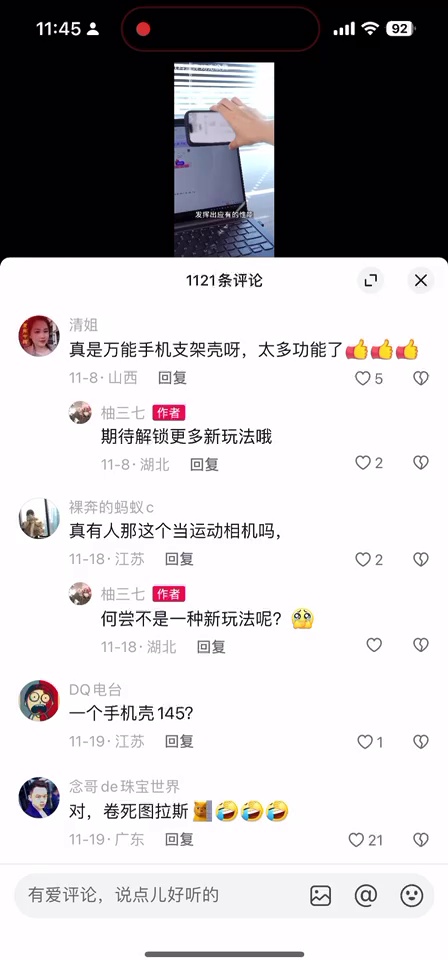 11:45
92
发挥出应有的性能
1121条评论
清姐
真是万能手机支架壳呀，太多功能了👍👍👍
11-8·山西 回复 5
柚三七 作者
期待解锁更多新玩法哦
11-8·湖北 回复 2
裸奔的蚂蚁c
真有人那这个当运动相机吗，
11-18·江苏 回复 2
柚三七 作者
何尝不是一种新玩法呢？🥹
11-18·湖北 回复
DQ电台
一个手机壳145?
11-19·江苏 回复 1
念哥de珠宝世界
对，卷死图拉斯🤣🤣🤣
11-19·广东 回复 21
有爱评论，说点儿好听的